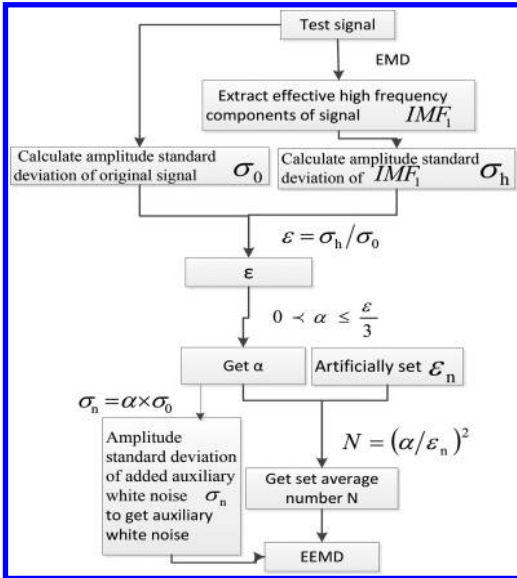 Test signal
EMD
Extract effective high frequency
components of signal IMF₁
Calculate amplitude standard
deviation of original signal σ₀
Calculate amplitude standard
deviation of IMF₁ σₕ
ε = σₕ/σ₀
ε
0 ≺ α ≤ ε/3
Get α
Artificially set εₙ
σₙ = α×σ₀
N = (α/εₙ)²
Amplitude
standard deviation
of added auxiliary
white noise σₙ
to get auxiliary
white noise
Get set average
number N
EEMD